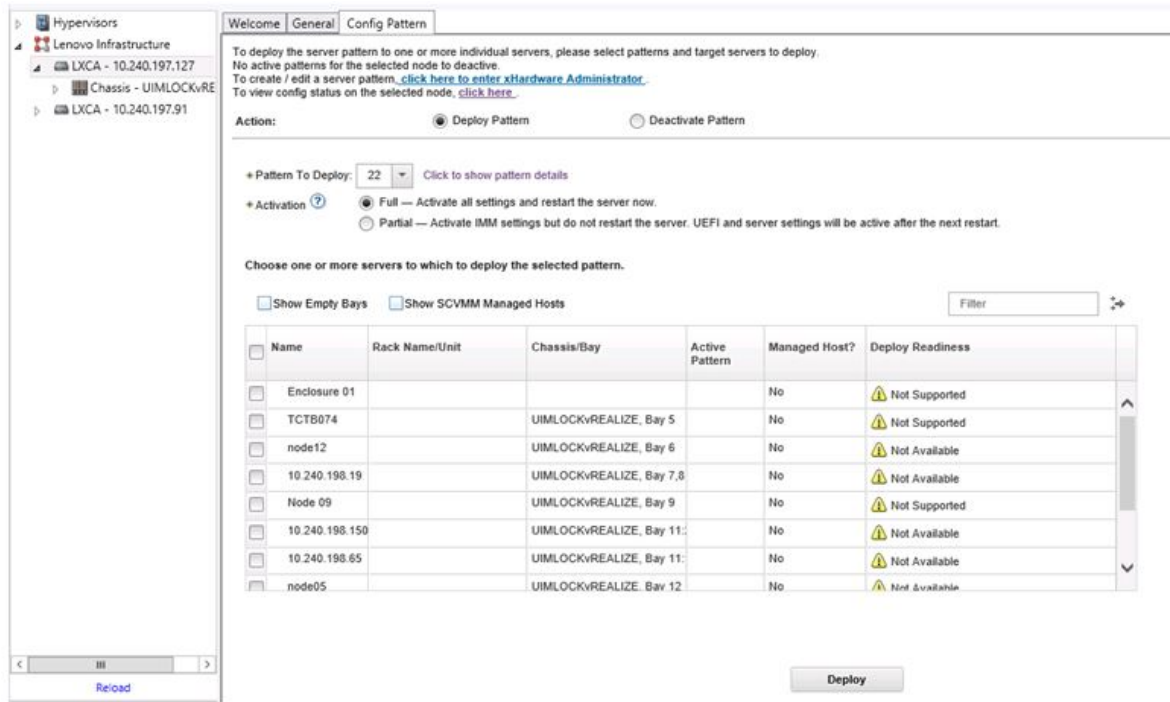 Hypervisors
Lenovo Infrastructure
LXCA - 10.240.197.127
Chassis - UIMLOCKvRE
LXCA - 10.240.197.91
Reload
Welcome General Config Pattern
To deploy the server pattern to one or more individual servers, please select patterns and target servers to deploy.
No active patterns for the selected node to deactive.
To create / edit a server pattern, click here to enter xHardware Administrator .
To view config status on the selected node, click here .
Action: Deploy Pattern Deactivate Pattern
+ Pattern To Deploy: 22 Click to show pattern details
+ Activation ? Full — Activate all settings and restart the server now.
Partial — Activate IMM settings but do not restart the server. UEFI and server settings will be active after the next restart.
Choose one or more servers to which to deploy the selected pattern.
Show Empty Bays Show SCVMM Managed Hosts Filter
Name Rack Name/Unit Chassis/Bay Active Pattern Managed Host? Deploy Readiness
Enclosure 01 No Not Supported
TCTB074 UIMLOCKvREALIZE, Bay 5 No Not Supported
node12 UIMLOCKvREALIZE, Bay 6 No Not Available
10.240.198.19 UIMLOCKvREALIZE, Bay 7,8 No Not Available
Node 09 UIMLOCKvREALIZE, Bay 9 No Not Supported
10.240.198.150 UIMLOCKvREALIZE, Bay 11: No Not Available
10.240.198.65 UIMLOCKvREALIZE, Bay 11: No Not Available
node05 UIMLOCKvREALIZE, Bay 12 No Not Available
Deploy